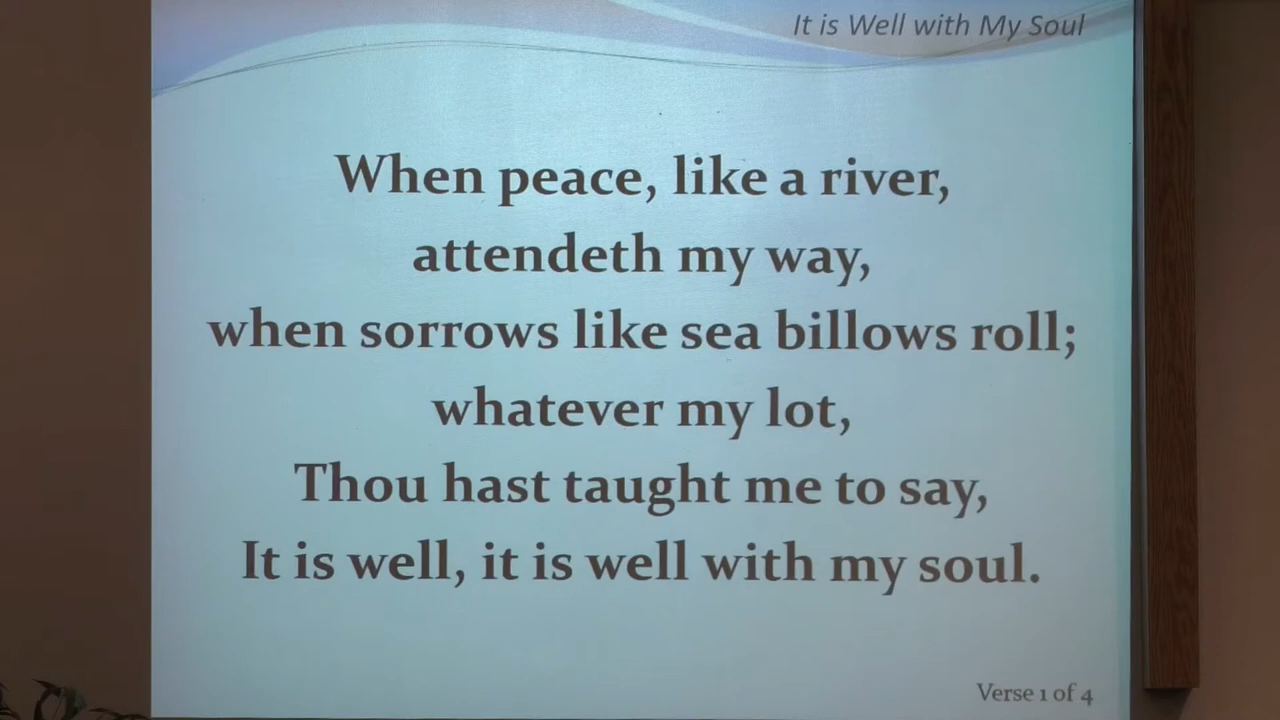 It is Well with My Soul
When peace, like a river,
attendeth my way,
when sorrows like sea billows roll;
whatever my lot,
Thou hast taught me to say,
It is well, it is well with my soul.
Verse 1 of 4